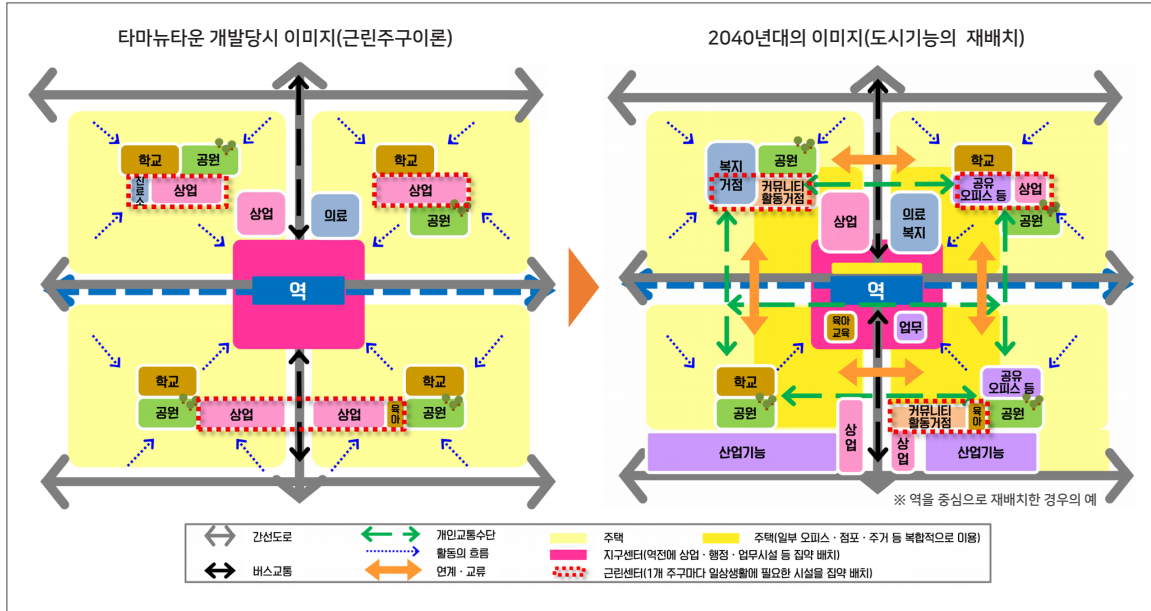 타마뉴타운 개발당시 이미지(근린주구이론)
학교
공원
진료소
상업
상업
의료
학교
상업
공원
역
학교
공원
상업
상업
육아
학교
공원
2040년대의 이미지(도시기능의 재배치)
복지
거점
공원
커뮤니티
활동거점
상업
의료
복지
학교
공유
오피스 등
상업
공원
역
육아
교육
업무
학교
공원
상업
산업기능
공유
오피스 등
커뮤니티
활동거점
육아
공원
상업
산업기능
※ 역을 중심으로 재배치한 경우의 예
간선도로
버스교통
개인교통수단
활동의 흐름
연계·교류
주택
주택(일부 오피스·점포·주거 등 복합적으로 이용)
지구센터(역전에 상업·행정·업무시설 등 집약 배치)
근린센터(1개 주구마다 일상생활에 필요한 시설을 집약 배치)